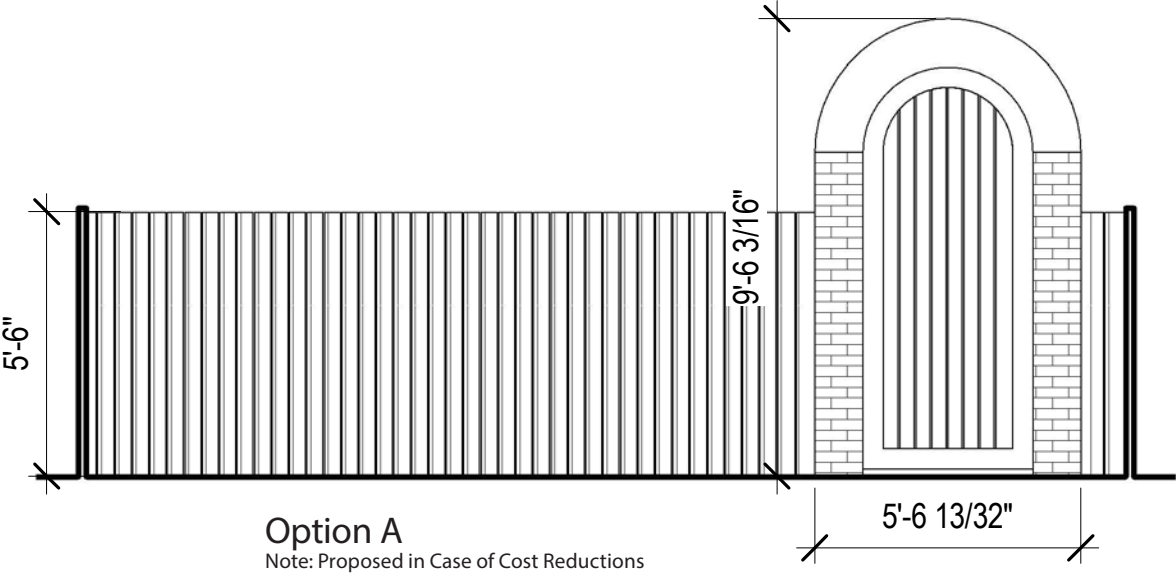 9'-6 3/16"
5'-6"
5'-6 13/32"
Option A
Note: Proposed in Case of Cost Reductions